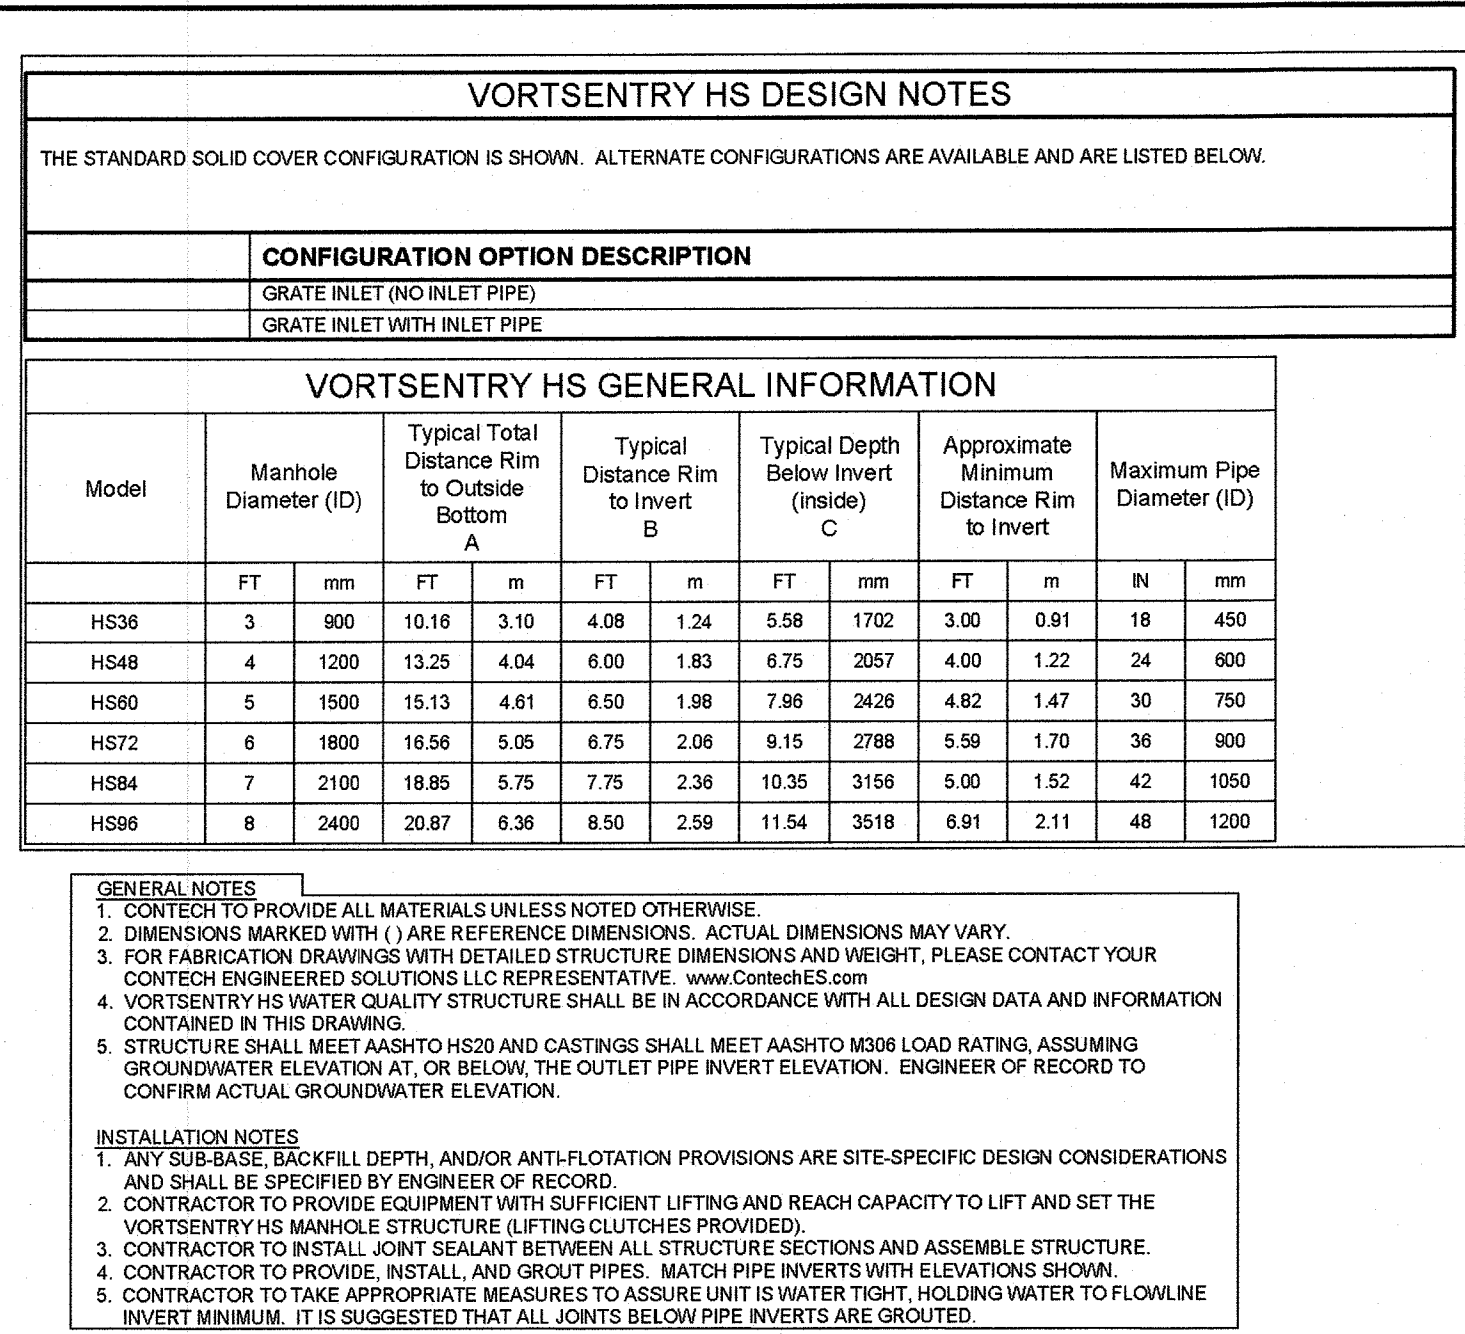 VORTSENTRY HS DESIGN NOTES
THE STANDARD SOLID COVER CONFIGURATION IS SHOWN. ALTERNATE CONFIGURATIONS ARE AVAILABLE AND ARE LISTED BELOW.
CONFIGURATION OPTION DESCRIPTION
GRATE INLET (NO INLET PIPE)
GRATE INLET WITH INLET PIPE
VORTSENTRY HS GENERAL INFORMATION
Model
Manhole
Diameter (ID)
Typical Total
Distance Rim
to Outside
Bottom
A
Typical
Distance Rim
to Invert
B
Typical Depth
Below Invert
(inside)
C
Approximate
Minimum
Distance Rim
to Invert
Maximum Pipe
Diameter (ID)
FT mm FT m FT m FT mm FT m IN mm
HS36 3 900 10.16 3.10 4.08 1.24 5.58 1702 3.00 0.91 18 450
HS48 4 1200 13.25 4.04 6.00 1.83 6.75 2057 4.00 1.22 24 600
HS60 5 1500 15.13 4.61 6.50 1.98 7.96 2426 4.82 1.47 30 750
HS72 6 1800 16.56 5.05 6.75 2.06 9.15 2788 5.59 1.70 36 900
HS84 7 2100 18.85 5.75 7.75 2.36 10.35 3156 5.00 1.52 42 1050
HS96 8 2400 20.87 6.36 8.50 2.59 11.54 3518 6.91 2.11 48 1200
GENERAL NOTES
1. CONTECH TO PROVIDE ALL MATERIALS UNLESS NOTED OTHERWISE.
2. DIMENSIONS MARKED WITH ( ) ARE REFERENCE DIMENSIONS. ACTUAL DIMENSIONS MAY VARY.
3. FOR FABRICATION DRAWINGS WITH DETAILED STRUCTURE DIMENSIONS AND WEIGHT, PLEASE CONTACT YOUR
CONTECH ENGINEERED SOLUTIONS LLC REPRESENTATIVE. www.ContechES.com
4. VORTSENTRY HS WATER QUALITY STRUCTURE SHALL BE IN ACCORDANCE WITH ALL DESIGN DATA AND INFORMATION
CONTAINED IN THIS DRAWING.
5. STRUCTURE SHALL MEET AASHTO HS20 AND CASTINGS SHALL MEET AASHTO M306 LOAD RATING, ASSUMING
GROUNDWATER ELEVATION AT, OR BELOW, THE OUTLET PIPE INVERT ELEVATION. ENGINEER OF RECORD TO
CONFIRM ACTUAL GROUNDWATER ELEVATION.
INSTALLATION NOTES
1. ANY SUB-BASE, BACKFILL DEPTH, AND/OR ANTI-FLOTATION PROVISIONS ARE SITE-SPECIFIC DESIGN CONSIDERATIONS
AND SHALL BE SPECIFIED BY ENGINEER OF RECORD.
2. CONTRACTOR TO PROVIDE EQUIPMENT WITH SUFFICIENT LIFTING AND REACH CAPACITY TO LIFT AND SET THE
VORTSENTRY HS MANHOLE STRUCTURE (LIFTING CLUTCHES PROVIDED).
3. CONTRACTOR TO INSTALL JOINT SEALANT BETWEEN ALL STRUCTURE SECTIONS AND ASSEMBLE STRUCTURE.
4. CONTRACTOR TO PROVIDE, INSTALL, AND GROUT PIPES. MATCH PIPE INVERTS WITH ELEVATIONS SHOWN.
5. CONTRACTOR TO TAKE APPROPRIATE MEASURES TO ASSURE UNIT IS WATER TIGHT, HOLDING WATER TO FLOWLINE
INVERT MINIMUM. IT IS SUGGESTED THAT ALL JOINTS BELOW PIPE INVERTS ARE GROUTED.